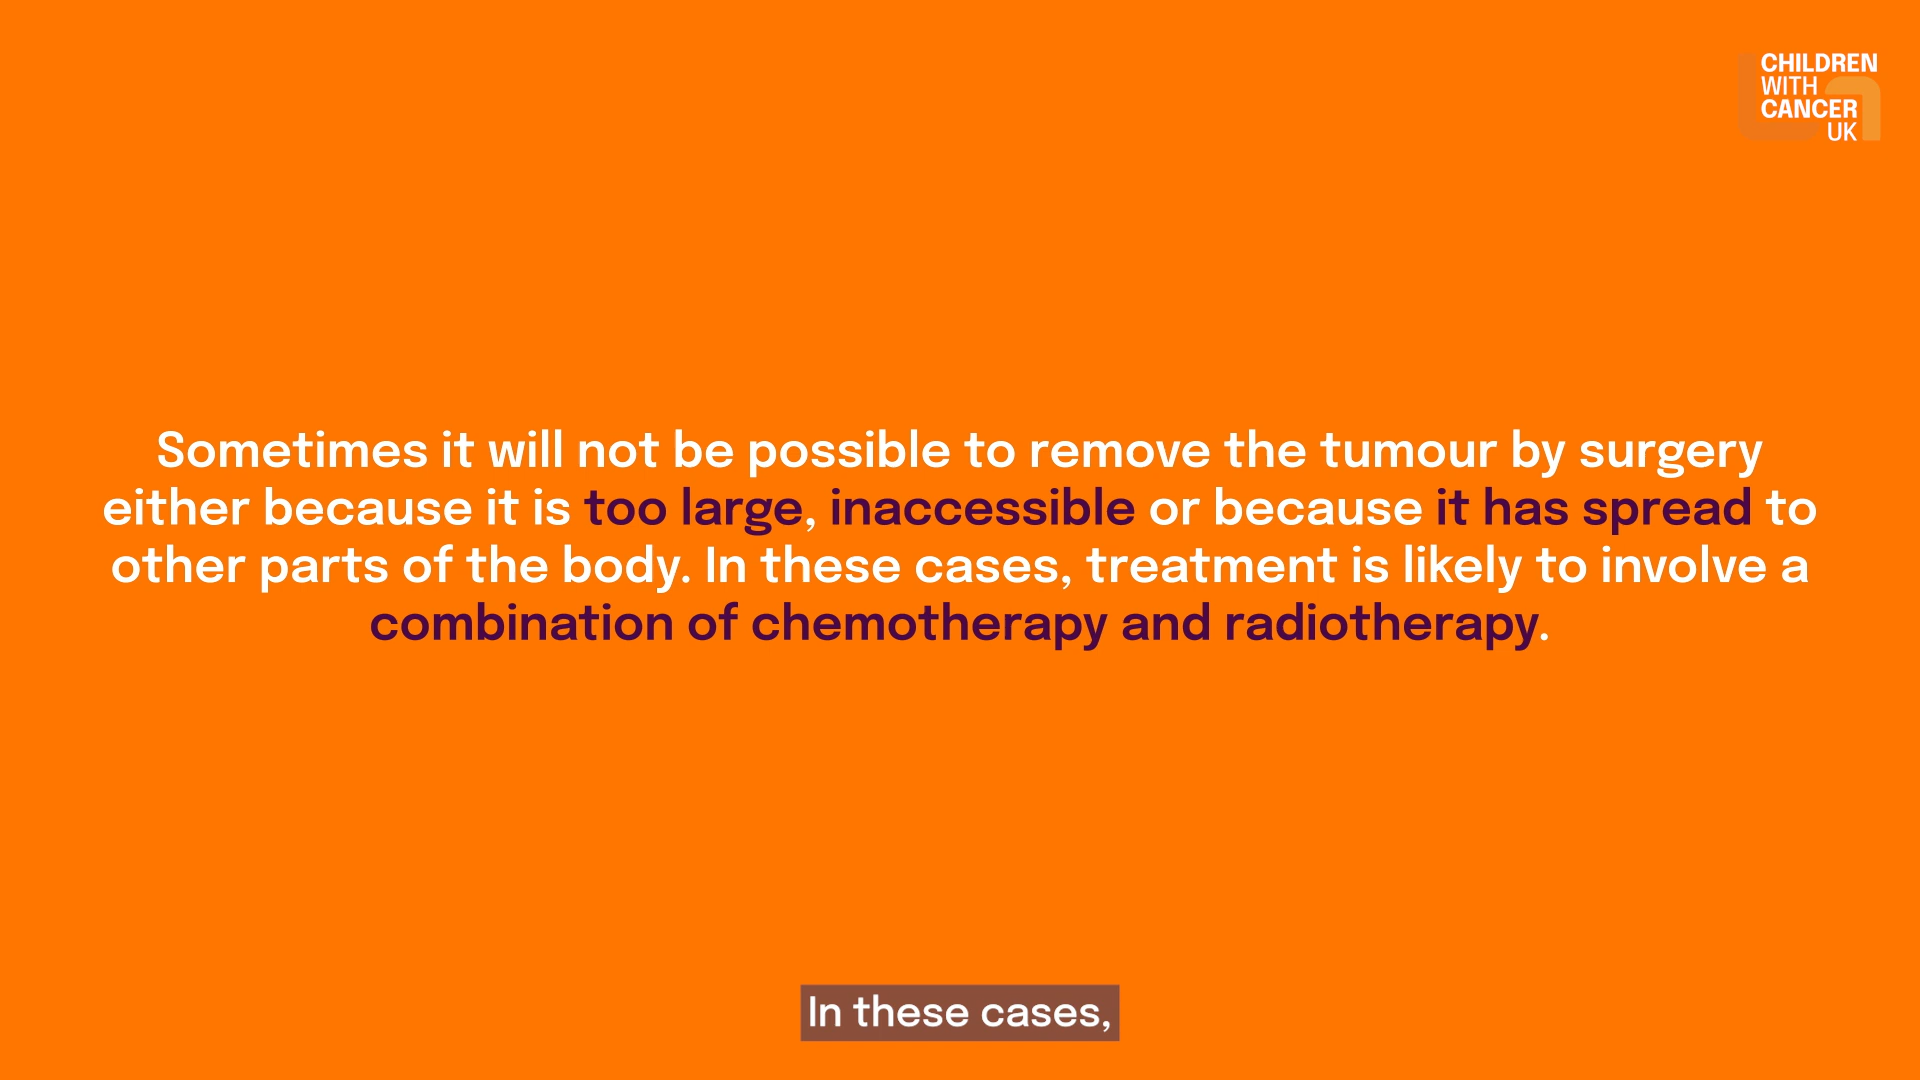 CHILDREN
WITH
CANCER
UK
Sometimes it will not be possible to remove the tumour by surgery
either because it is too large, inaccessible or because it has spread to
other parts of the body. In these cases, treatment is likely to involve a
combination of chemotherapy and radiotherapy.
In these cases,